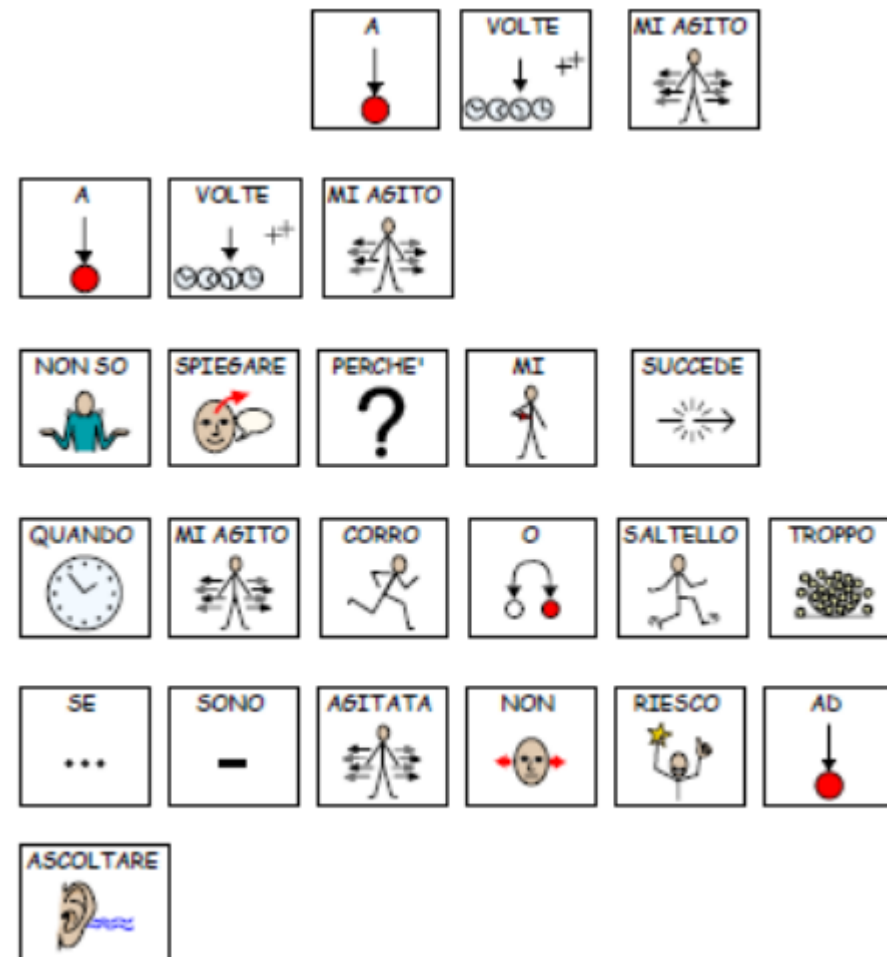 A VOLTE MI AGITO
A VOLTE MI AGITO
NON SO SPIEGARE PERCHE' MI SUCCEDE
QUANDO MI AGITO CORRO O SALTELLO TROPPO
SE SONO AGITATA NON RIESCO AD
ASCOLTARE